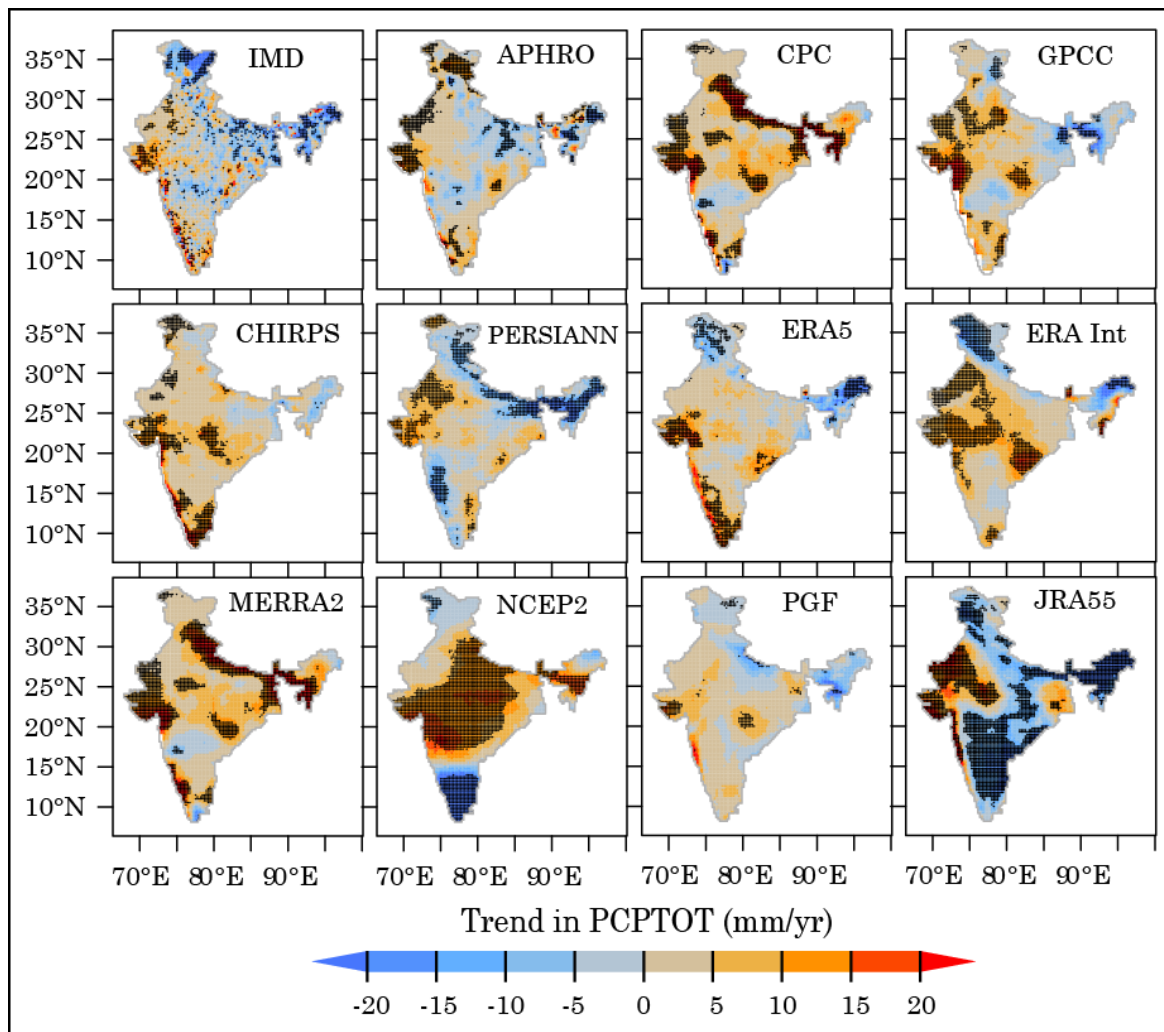 35°N IMD APHRO CPC GPCC
30°N
25°N
20°N
15°N
10°N
35°N CHIRPS PERSIANN ERA5 ERA Int
30°N
25°N
20°N
15°N
10°N
35°N MERRA2 NCEP2 PGF JRA55
30°N
25°N
20°N
15°N
10°N
70°E 80°E 90°E 70°E 80°E 90°E 70°E 80°E 90°E 70°E 80°E 90°E
Trend in PCPTOT (mm/yr)
-20 -15 -10 -5 0 5 10 15 20